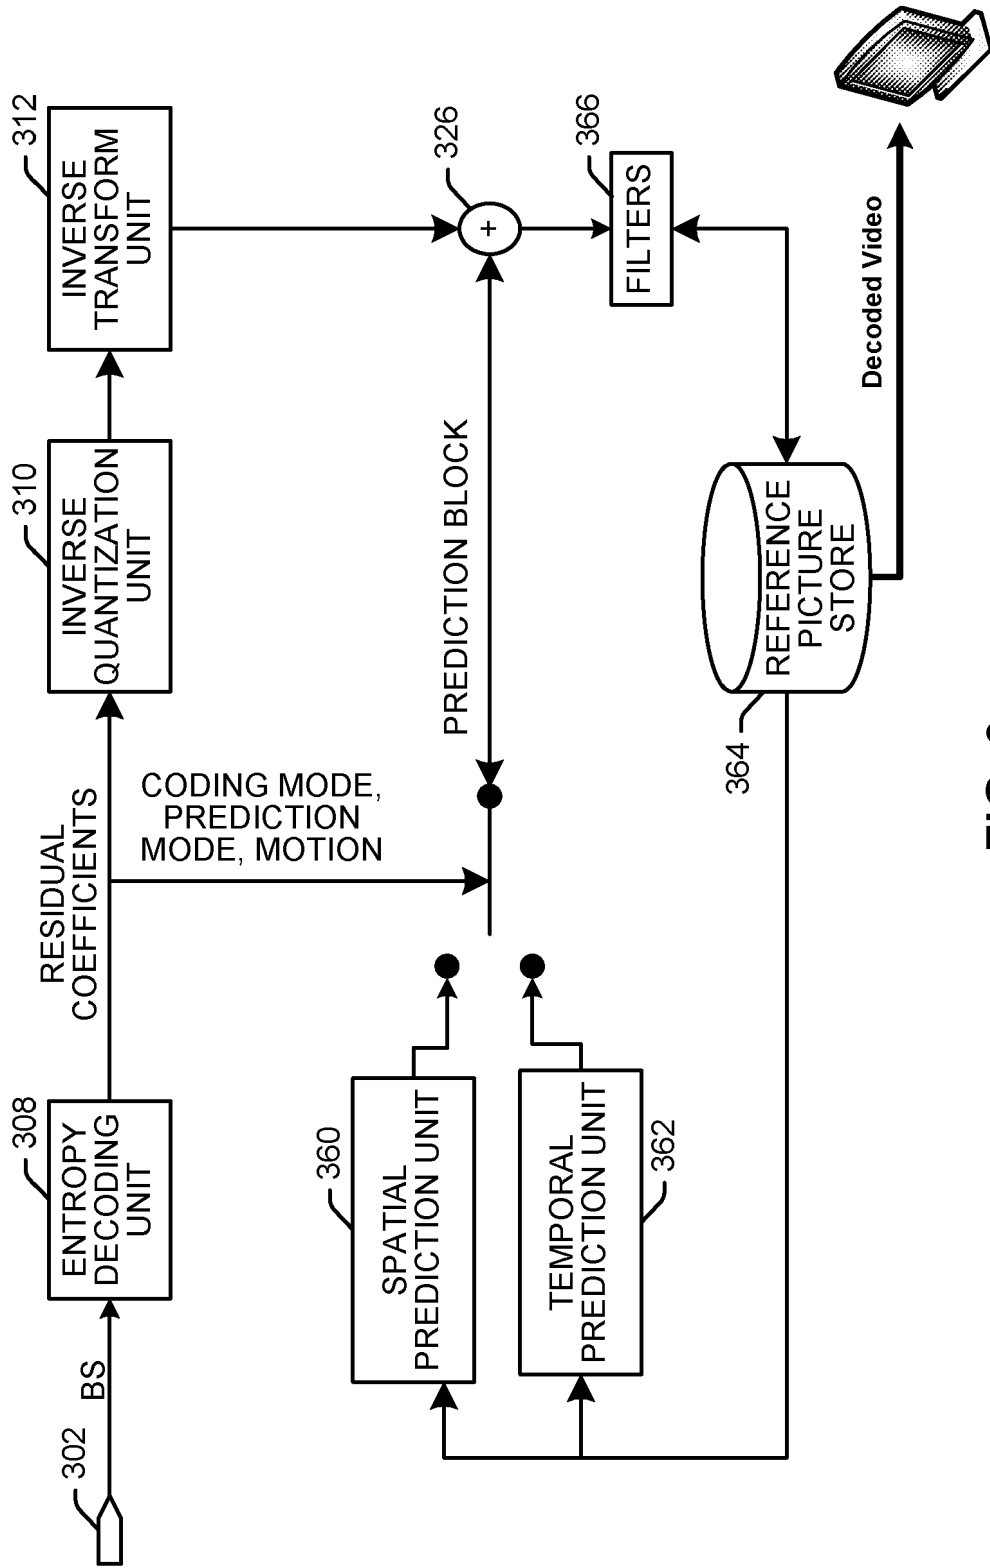 302
BS
308
ENTROPY
DECODING
UNIT
RESIDUAL
COEFFICIENTS
310
INVERSE
QUANTIZATION
UNIT
312
INVERSE
TRANSFORM
UNIT
CODING MODE,
PREDICTION
MODE, MOTION
360
SPATIAL
PREDICTION UNIT
TEMPORAL
PREDICTION UNIT
362
PREDICTION BLOCK
326
+
366
FILTERS
364
REFERENCE
PICTURE
STORE
Decoded Video